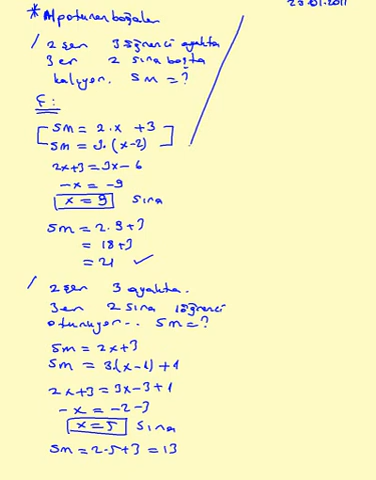 25.01.2011
* Alpoturanboğalar
/ 2 şer 3 öğrenci ayakta
3 er 2 sıra boşta
kalıyor. SM = ?
Ç:
SM = 2.x + 3
SM = 3.(x-2)
2x+3 = 3x-6
-x = -9
x = 9 Sıra
SM = 2.9+3
= 18+3
= 21 ✓
/ 2 şer 3 ayakta.
3 er 2 sıra 1 öğrenci
oturuyor... SM = ?
SM = 2x+3
SM = 3.(x-1)+1
2x+3 = 3x-3+1
-x = -2-3
x = 5 Sıra
SM = 2.5+3 = 13